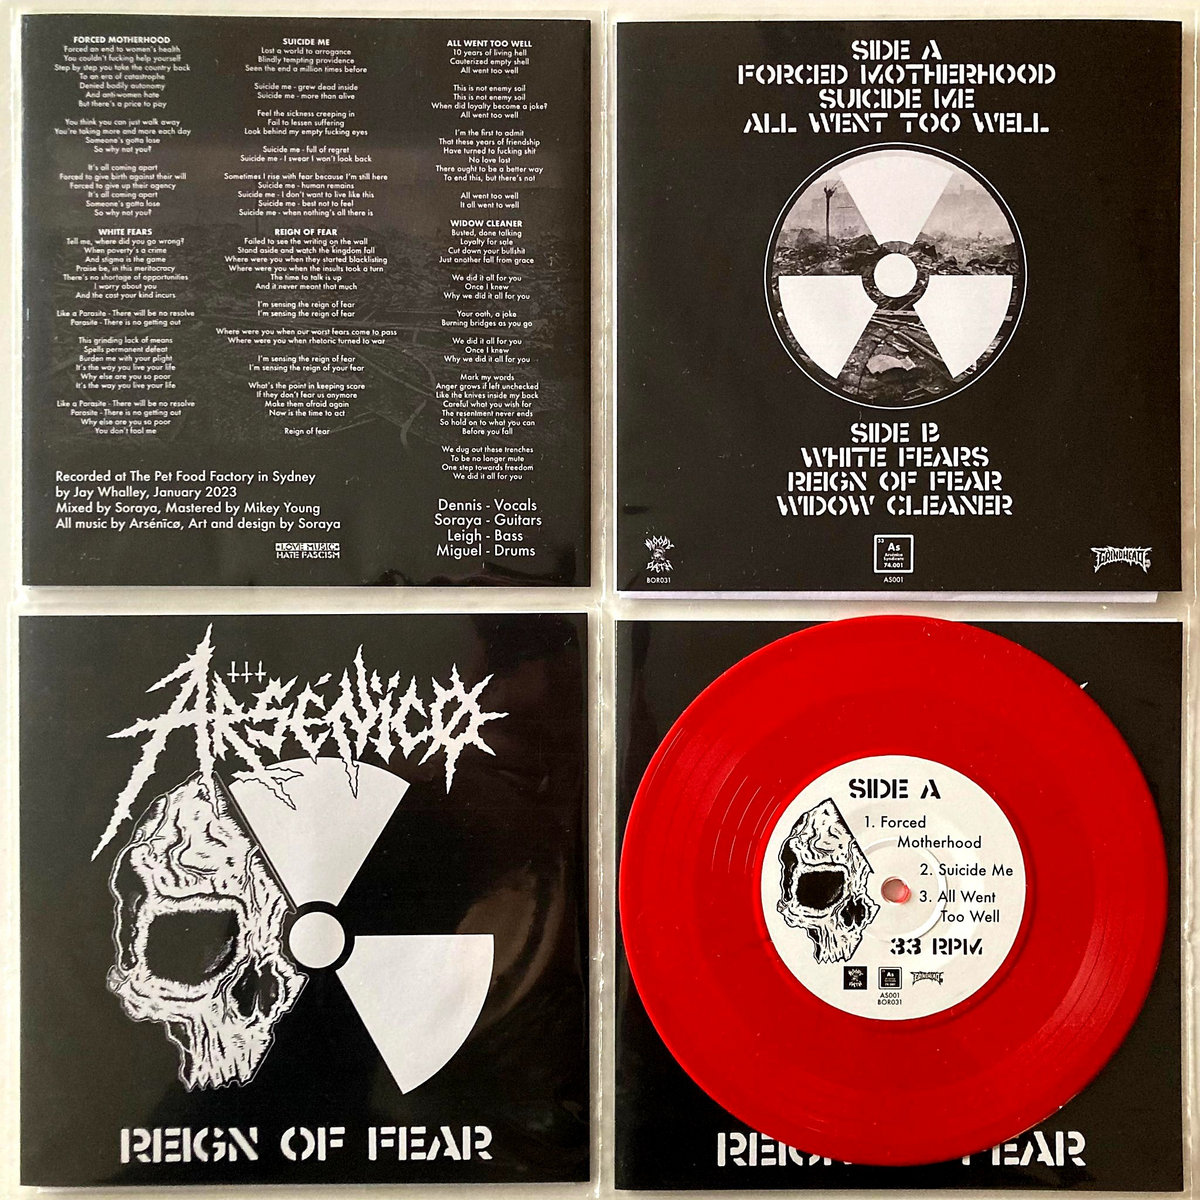 FORCED MOTHERHOOD
Forced an end to women's health
You couldn't fucking help yourself
Step by step you take the country back
To an era of catastrophe
Denied bodily autonomy
And anti-women hate
But there's a price to pay
You think you can just walk away
You're taking more and more each day
Someone's gotta lose
So why not you?
It's all coming apart
Forced to give birth against their will
Forced to give up their agency
It's all coming apart
Someone's gotta lose
So why not you?
WHITE FEARS
Tell me, where did you go wrong?
When poverty's a crime
And stigma is the game
Praise be, in this meritocracy
There's no shortage of opportunities
I worry about you
And the cost your kind incurs
Like a Parasite - There will be no resolve
Parasite - There is no getting out
This grinding lack of means
Spells permanent defeat
Burden me with your plight
It's the way you live your life
Why else are you so poor
It's the way you live your life
Like a Parasite - There will be no resolve
Parasite - There is no getting out
Why else are you so poor
You don't fool me
SUICIDE ME
Lost a world to arrogance
Blindly tempting providence
Seen the end a million times before
Suicide me - grew dead inside
Suicide me - more than alive
Feel the sickness creeping in
Fail to lessen suffering
Look behind my empty fucking eyes
Suicide me - full of regret
Suicide me - I swear I won't look back
Sometimes I rise with fear because I'm still here
Suicide me - human remains
Suicide me - I don't want to live like this
Suicide me - best not to feel
Suicide me - when nothing's all there is
REIGN OF FEAR
Failed to see the writing on the wall
Stand aside and watch the kingdom fall
Where were you when they started blacklisting
Where were you when the insults took a turn
The time to talk is up
And it never meant that much
I'm sensing the reign of fear
I'm sensing the reign of fear
Where were you when our worst fears come to pass
Where were you when rhetoric turned to war
I'm sensing the reign of fear
I'm sensing the reign of your fear
What's the point in keeping score
If they don't fear us anymore
Make them afraid again
Now is the time to act
Reign of fear
ALL WENT TOO WELL
10 years of living hell
Cauterized empty shell
All went too well
This is not enemy soil
This is not enemy soil
When did loyalty become a joke?
All went too well
I'm the first to admit
That these years of friendship
Have turned to fucking shit
No love lost
There ought to be a better way
To end this, but there's not
All went too well
It all went to well
WIDOW CLEANER
Busted, done talking
Loyalty for sale
Cut down your bullshit
Just another fall from grace
We did it all for you
Once I knew
Why we did it all for you
Your oath, a joke
Burning bridges as you go
We did it all for you
Once I knew
Why we did it all for you
Mark my words
Anger grows if left unchecked
Like the knives inside my back
Careful what you wish for
The resentment never ends
So hold on to what you can
Before you fall
We dug out these trenches
To be no longer mute
One step towards freedom
We did it all for you
Recorded at The Pet Food Factory in Sydney
by Jay Whalley, January 2023
Mixed by Soraya, Mastered by Mikey Young
All music by Arsénïcø, Art and design by Soraya
LOVE MUSIC
HATE FASCISM
Dennis - Vocals
Soraya - Guitars
Leigh - Bass
Miguel - Drums
SIDE A
FORCED MOTHERHOOD
SUICIDE ME
ALL WENT TOO WELL
SIDE B
WHITE FEARS
REIGN OF FEAR
WIDOW CLEANER
BOR031
33
As
Arsénïcø
Syndicate
74.001
AS001
GRINDHEAD
ARSÉNÏCØ
REIGN OF FEAR
SIDE A
1. Forced
Motherhood
2. Suicide Me
3. All Went
Too Well
33 RPM
As
GRINDHEAD
AS001
BOR031
REIGN
FEAR